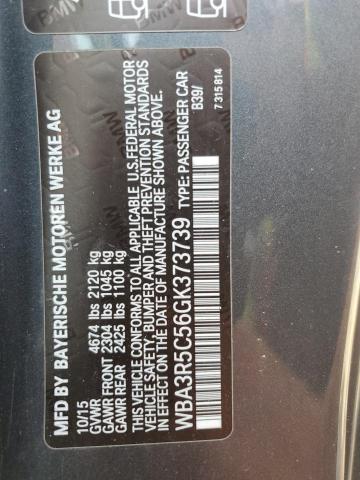 MFD BY BAYERISCHE MOTOREN WERKE AG
10/15
GVWR 4674 lbs 2120 kg
GAWR FRONT 2304 lbs 1045 kg
GAWR REAR 2425 lbs 1100 kg
THIS VEHICLE CONFORMS TO ALL APPLICABLE U.S.FEDERAL MOTOR
VEHICLE SAFETY, BUMPER AND THEFT PREVENTION STANDARDS
IN EFFECT ON THE DATE OF MANUFACTURE SHOWN ABOVE.
WBA3R5C56GK373739 TYPE: PASSENGER CAR
B39/
7 315 814